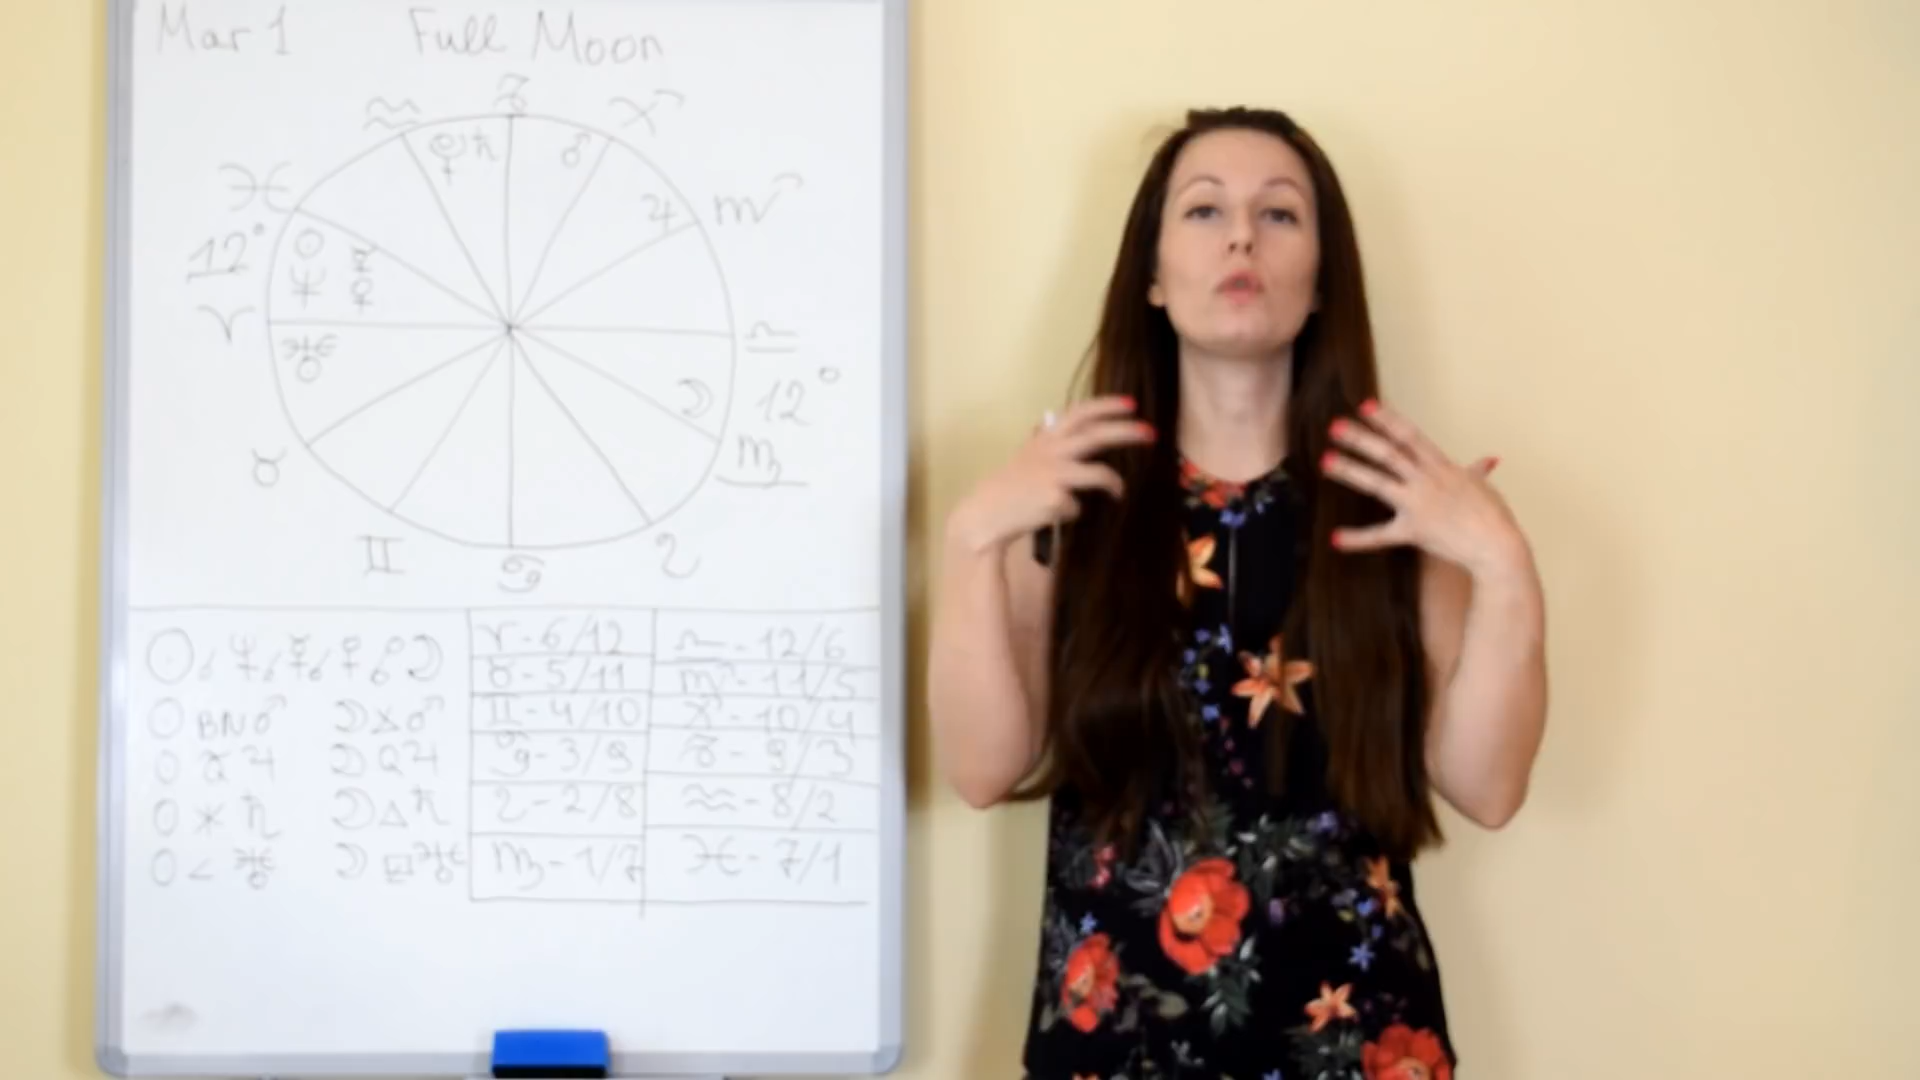 Mar 1 Full Moon
♑
♒ ♐
♀ ♄ ♂
♓ ♃ ♏
12° ☉ ♆ ☿ ♀
♈ ♎
♅ ☽ 12°
♉ ♍
♊ ♋ ♌
☉ ☌ ♆ ☌ ☿ ☌ ♀ ☍ ☽
♈ - 6/12 ♎ - 12/6
♉ - 5/11 ♏ - 11/5
☉ BN ♂ ☽ ♂ ♊ - 4/10 ♐ - 10/4
☉ ♃ ☽ Q ♃ ♋ - 3/9 ♑ - 9/3
☉ ⚹ ♄ ☽ △ ♄ ♌ - 2/8 ♒ - 8/2
☉ < ♅ ☽ ⚼ ♅ ♍ - 1/7 ♓ - 7/1